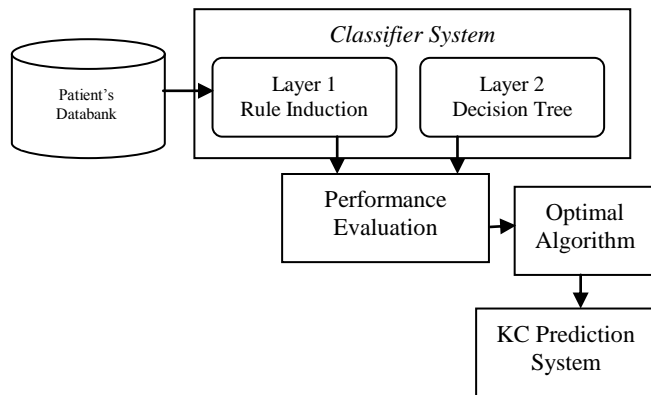 Classifier System
Patient's
Databank
Layer 1
Rule Induction
Layer 2
Decision Tree
Performance
Evaluation
Optimal
Algorithm
KC Prediction
System